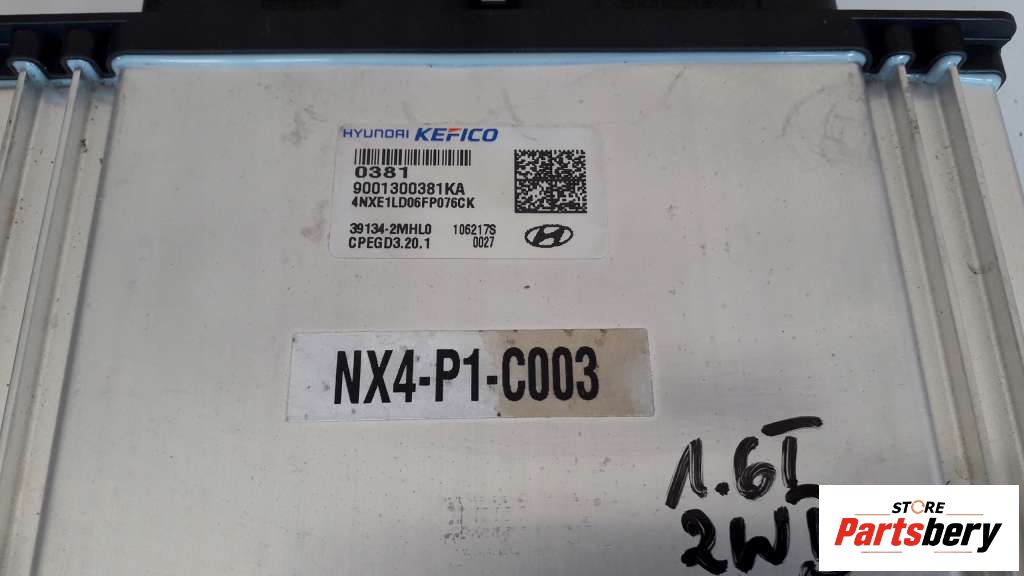 HYUNDAI KEFICO
0381
9001300381KA
4NXE1LD06FP076CK
39134-2MHL0 106217S
CPEGD3.20.1 0027
NX4-P1-C003
1.6T
2WD
STORE
Partsbery